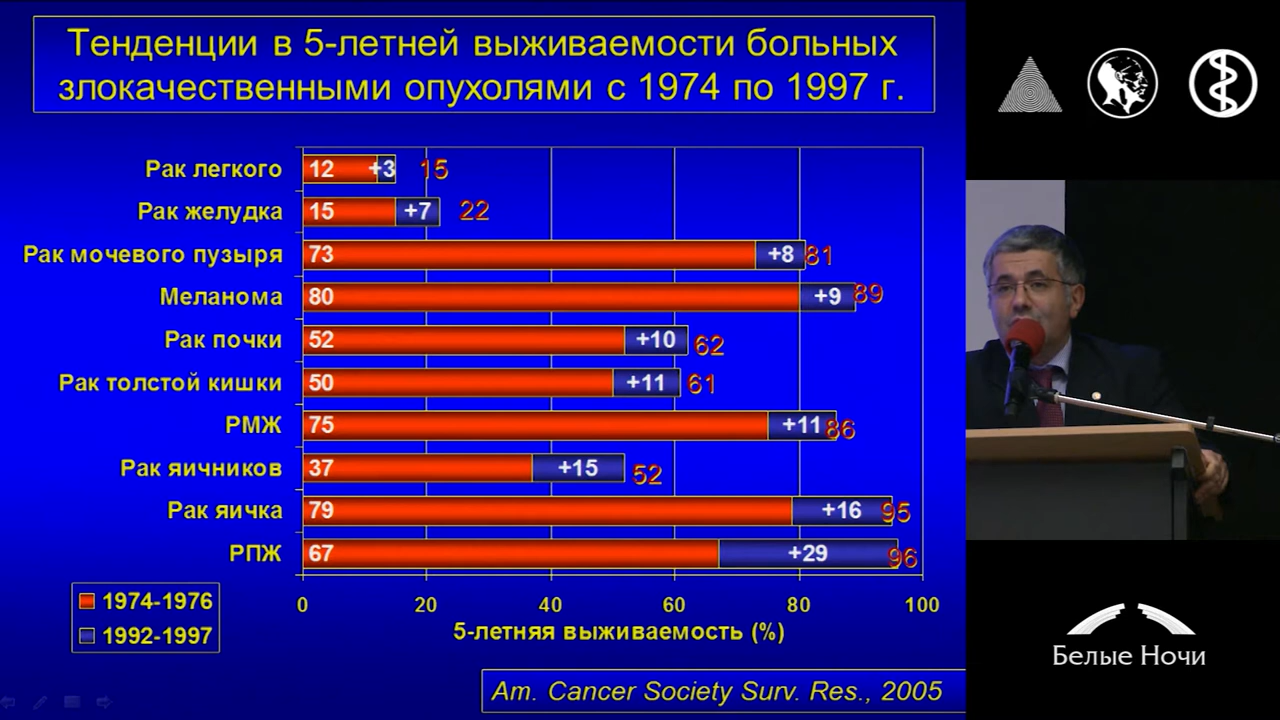 Тенденции в 5-летней выживаемости больных
злокачественными опухолями с 1974 по 1997 г.
Рак легкого 12 +3 15
Рак желудка 15 +7 22
Рак мочевого пузыря 73 +8 81
Меланома 80 +9 89
Рак почки 52 +10 62
Рак толстой кишки 50 +11 61
РМЖ 75 +11 86
Рак яичников 37 +15 52
Рак яичка 79 +16 95
РПЖ 67 +29 96
0 20 40 60 80 100
5-летняя выживаемость (%)
1974-1976
1992-1997
Am. Cancer Society Surv. Res., 2005
Белые Ночи